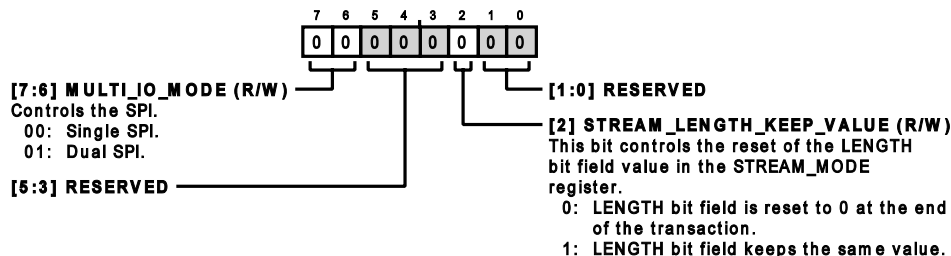 7 6 5 4 3 2 1 0
0 0 0 0 0 0 0 0
[7:6] MULTI_IO_MODE (R/W)
Controls the SPI.
00: Single SPI.
01: Dual SPI.
[5:3] RESERVED
[1:0] RESERVED
[2] STREAM_LENGTH_KEEP_VALUE (R/W)
This bit controls the reset of the LENGTH
bit field value in the STREAM_MODE
register.
0: LENGTH bit field is reset to 0 at the end
of the transaction.
1: LENGTH bit field keeps the same value.